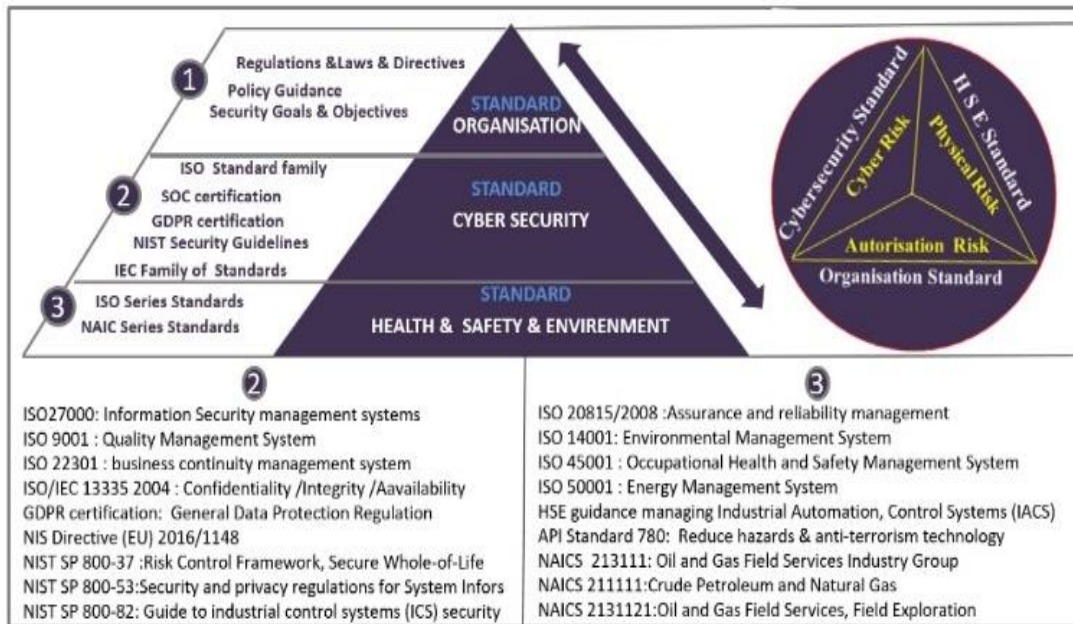 1
Regulations &Laws & Directives
Policy Guidance
Security Goals & Objectives
STANDARD
ORGANISATION
2
ISO Standard family
SOC certification
GDPR certification
NIST Security Guidelines
IEC Family of Standards
STANDARD
CYBER SECURITY
3
ISO Series Standards
NAIC Series Standards
STANDARD
HEALTH & SAFETY & ENVIRENMENT
Cybersecurity Standard
Cyber Risk
H S E Standard
Physical Risk
Autorisation Risk
Organisation Standard
2
ISO27000: Information Security management systems
ISO 9001 : Quality Management System
ISO 22301 : business continuity management system
ISO/IEC 13335 2004 : Confidentiality /Integrity /Aavailability
GDPR certification: General Data Protection Regulation
NIS Directive (EU) 2016/1148
NIST SP 800-37 :Risk Control Framework, Secure Whole-of-Life
NIST SP 800-53:Security and privacy regulations for System Infors
NIST SP 800-82: Guide to industrial control systems (ICS) security
3
ISO 20815/2008 :Assurance and reliability management
ISO 14001: Environmental Management System
ISO 45001 : Occupational Health and Safety Management System
ISO 50001 : Energy Management System
HSE guidance managing Industrial Automation, Control Systems (IACS)
API Standard 780: Reduce hazards & anti-terrorism technology
NAICS 213111: Oil and Gas Field Services Industry Group
NAICS 211111:Crude Petroleum and Natural Gas
NAICS 2131121:Oil and Gas Field Services, Field Exploration